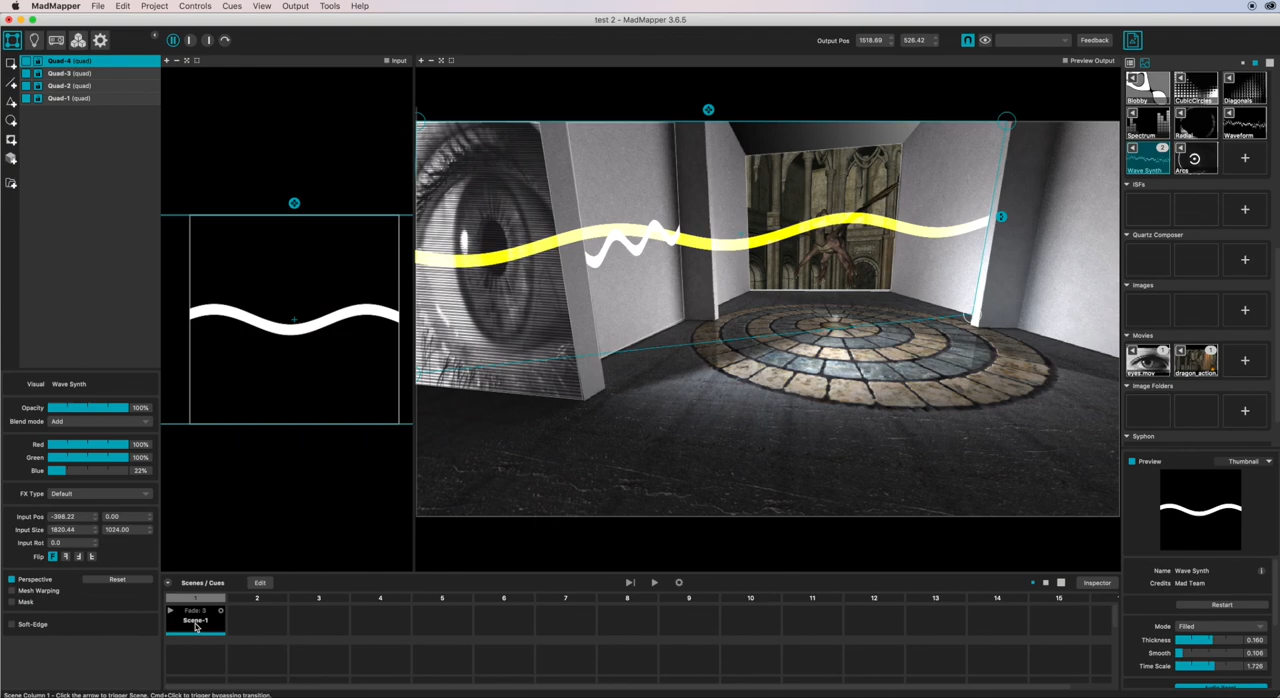 MadMapper File Edit Project Controls Cues View Output Tools Help
test 2 - MadMapper 3.6.5
Output Pos 1518.69 526.42 Feedback
Input Preview Output
Quad-4 (quad)
Quad-3 (quad)
Quad-2 (quad)
Quad-1 (quad)
Blobby CubicCircles Diagonals
Spectrum Radial Waveform
2
Wave Synth Arcs
ISFs
Quartz Composer
Images
Movies
1 1
eyes.mov dragon_action.
Image Folders
Syphon
Visual Wave Synth
Opacity 100%
Blend mode Add
Red 100%
Green 100%
Blue 22%
FX Type Default
Input Pos -398.22 0.00
Input Size 1820.44 1024.00
Input Rot 0.0
Flip
Perspective Reset
Mesh Warping
Mask
Soft-Edge
Preview Thumbnail
Name Wave Synth
Credits Mad Team
Restart
Mode Filled
Thickness 0.160
Smooth 0.106
Time Scale 1.726
Scenes / Cues Edit Inspector
1 2 3 4 5 6 7 8 9 10 11 12 13 14 15
Fade: 3
Scene-1
Scene Column 1 - Click the arrow to trigger Scene. Cmd+Click to trigger bypassing transition.